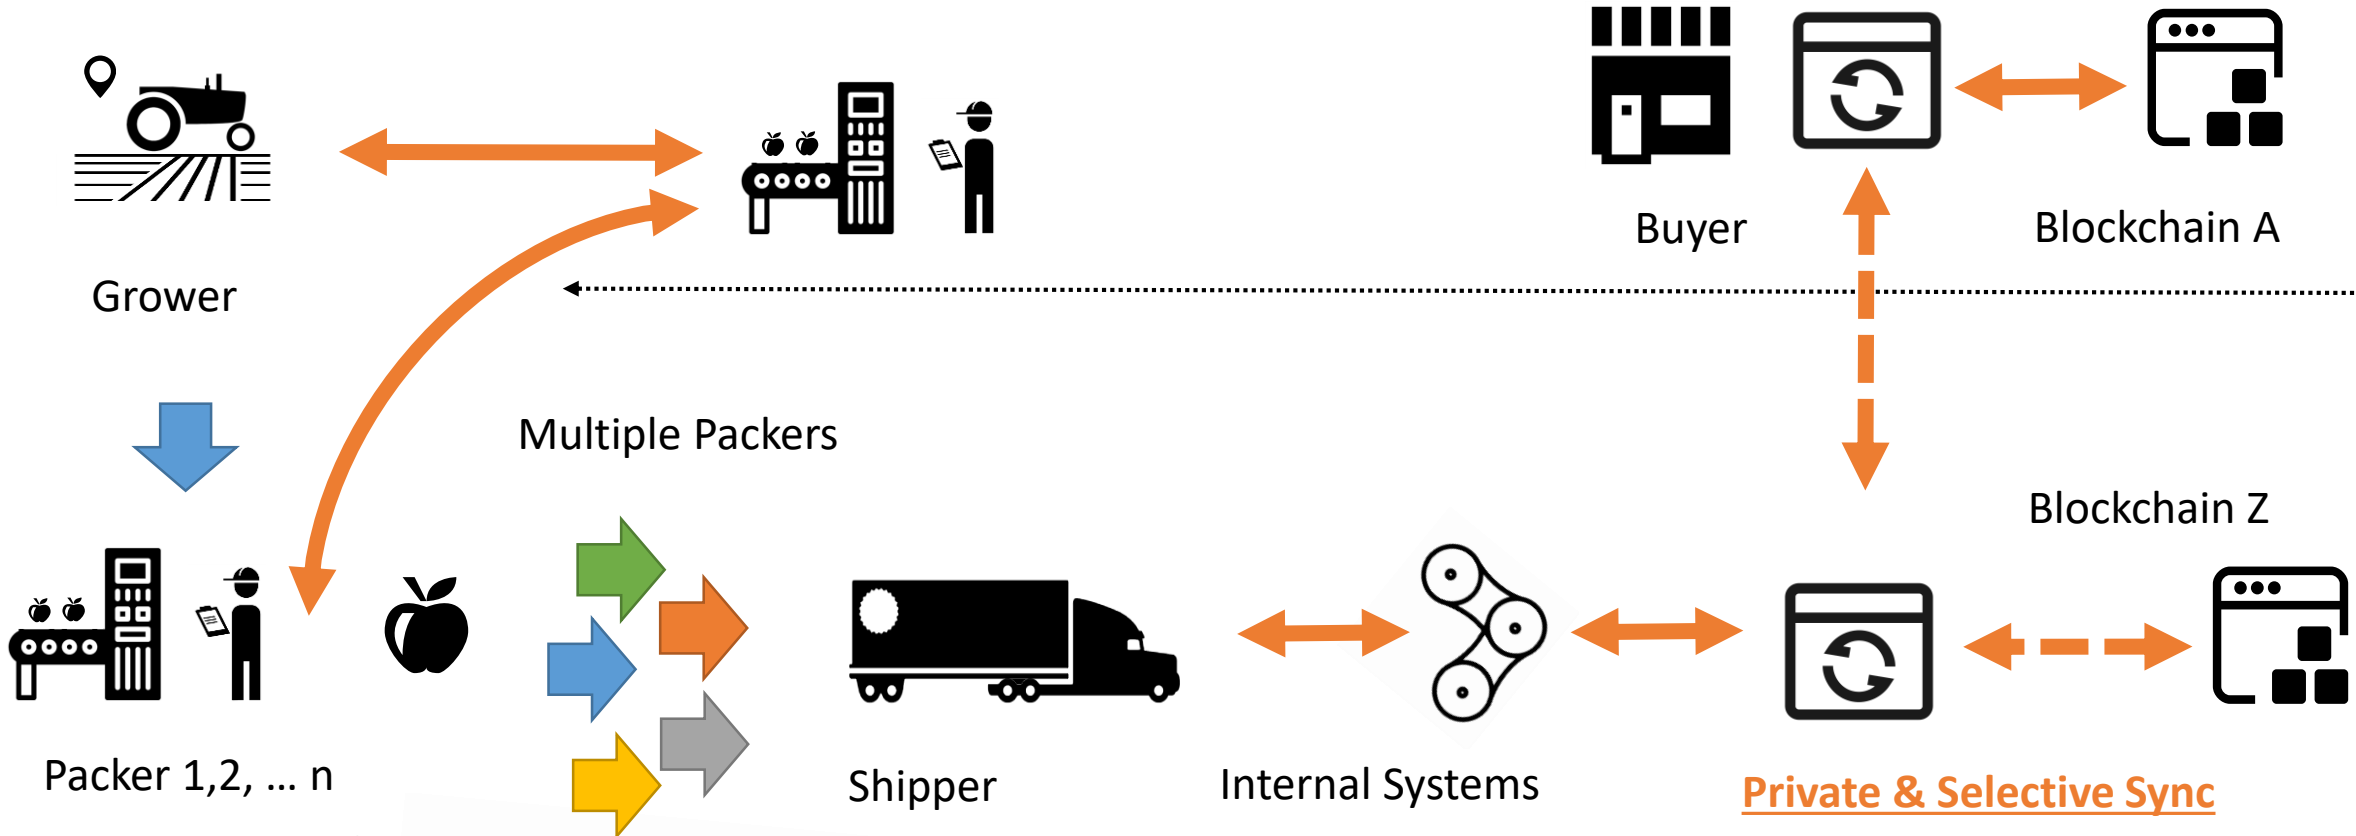 Buyer
Blockchain A
Grower
Multiple Packers
Blockchain Z
Packer 1,2, ... n
Shipper
Internal Systems
Private & Selective Sync